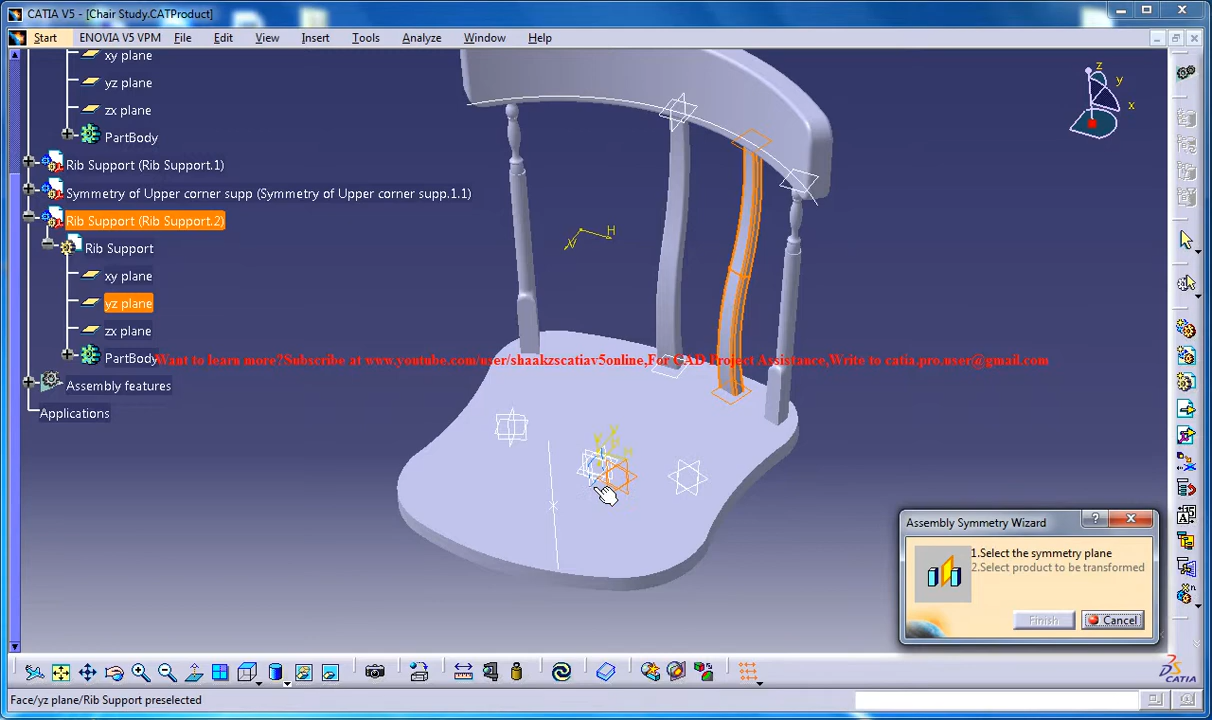 CATIA V5 - [Chair Study.CATProduct]
Start ENOVIA V5 VPM File Edit View Insert Tools Analyze Window Help
xy plane
yz plane
zx plane
PartBody
Rib Support (Rib Support.1)
Symmetry of Upper corner supp (Symmetry of Upper corner supp.1.1)
Rib Support (Rib Support.2)
Rib Support
xy plane
yz plane
zx plane
PartBody
Want to learn more?Subscribe at www.youtube.com/user/shaakzscatiav5online,For CAD Project Assistance,Write to catia.pro.user@gmail.com
Assembly features
Applications
z
y
x
H
V
Assembly Symmetry Wizard
1.Select the symmetry plane
2.Select product to be transformed
Finish Cancel
Face/yz plane/Rib Support preselected
CATIA